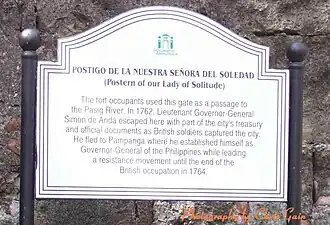 POSTIGO DE LA NUESTRA SEÑORA DEL SOLEDAD
(Postern of our Lady of Solitude)
The fort occupants used this gate as a passage to
the Pasig River. In 1762, Lieutenant Governor-General
Simon de Anda escaped here with part of the city's treasury
and official documents as British soldiers captured the city.
He fled to Pampanga where he established himself as
Governor-General of the Philippines while leading
a resistance movement until the end of the
British occupation in 1764.
Photography by Chris Gain